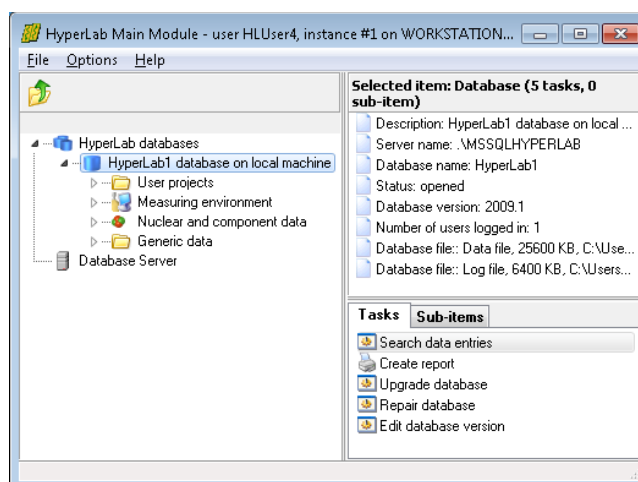 HyperLab Main Module - user HLUser4, instance #1 on WORKSTATION...
File Options Help
HyperLab databases
HyperLab1 database on local machine
User projects
Measuring environment
Nuclear and component data
Generic data
Database Server
Selected item: Database (5 tasks, 0
sub-item)
Description: HyperLab1 database on local ...
Server name: .\MSSQLHYPERLAB
Database name: HyperLab1
Status: opened
Database version: 2009.1
Number of users logged in: 1
Database file:: Data file, 25600 KB, C:\Use...
Database file:: Log file, 6400 KB, C:\Users...
Tasks Sub-items
Search data entries
Create report
Upgrade database
Repair database
Edit database version